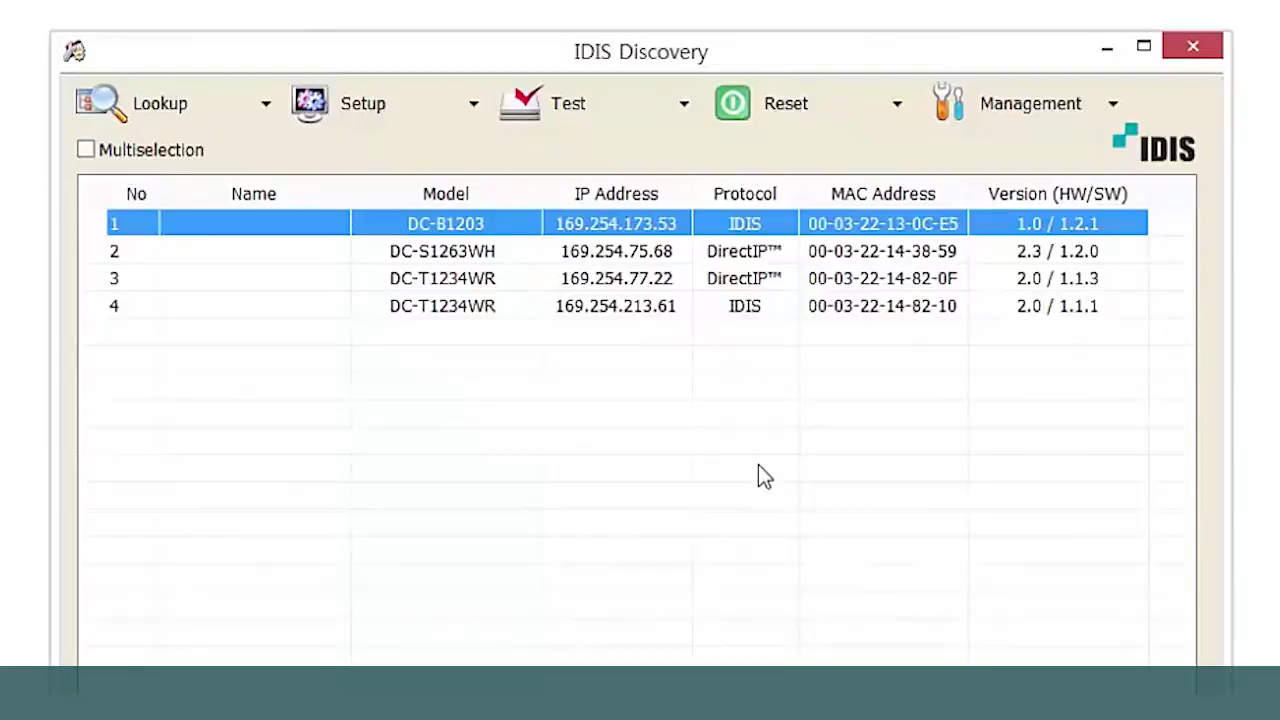 IDIS Discovery
Lookup Setup Test Reset Management
Multiselection
IDIS
No Name Model IP Address Protocol MAC Address Version (HW/SW)
1 DC-B1203 169.254.173.53 IDIS 00-03-22-13-0C-E5 1.0 / 1.2.1
2 DC-S1263WH 169.254.75.68 DirectIP™ 00-03-22-14-38-59 2.3 / 1.2.0
3 DC-T1234WR 169.254.77.22 DirectIP™ 00-03-22-14-82-0F 2.0 / 1.1.3
4 DC-T1234WR 169.254.213.61 IDIS 00-03-22-14-82-10 2.0 / 1.1.1